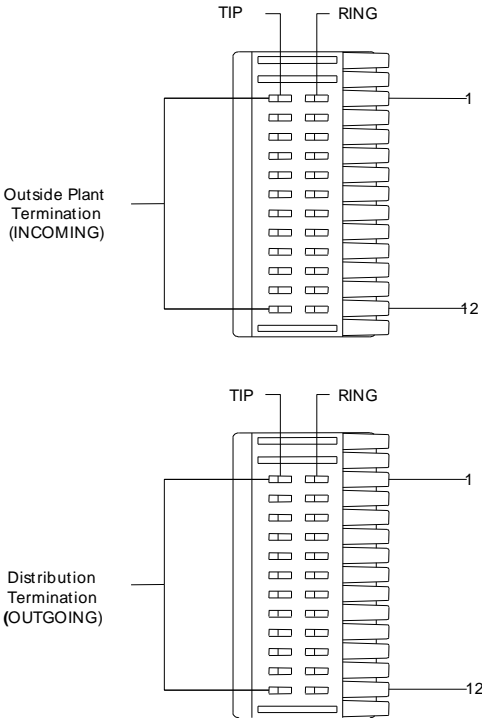 TIP RING
1
Outside Plant
Termination
(INCOMING)
12
TIP RING
1
Distribution
Termination
(OUTGOING)
12